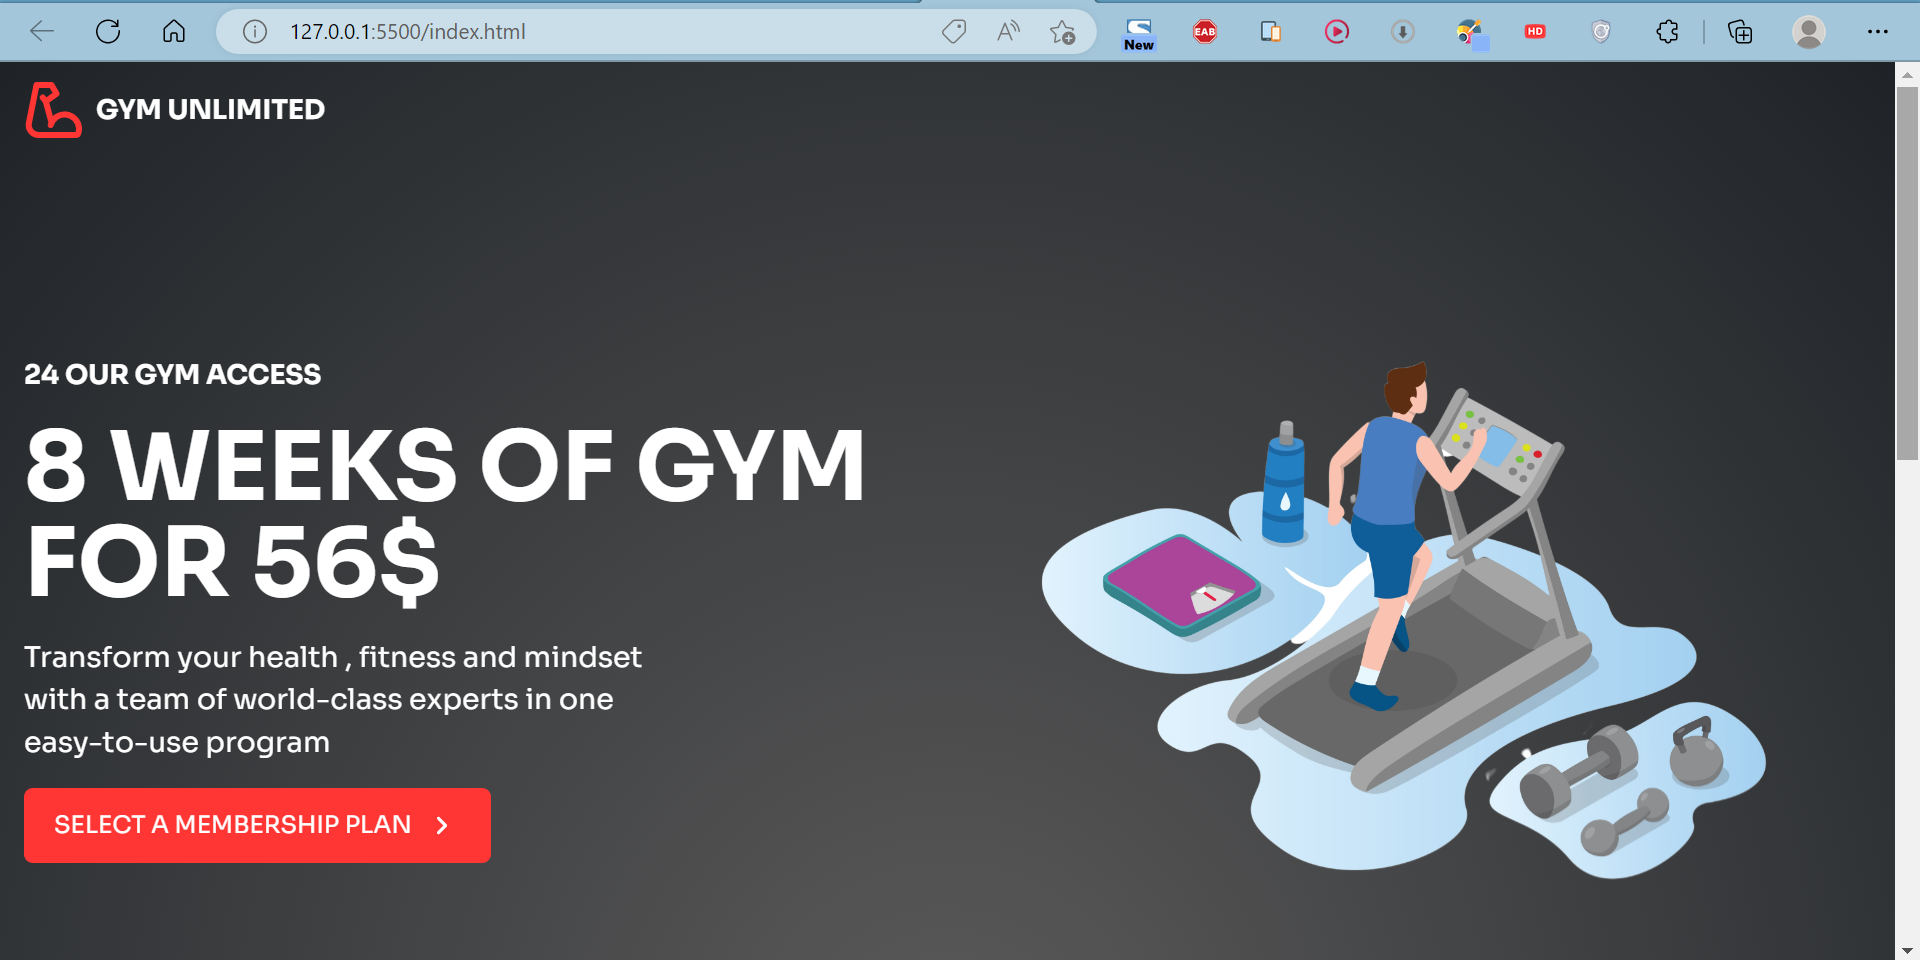 127.0.0.1:5500/index.html
New
EAB
HD
GYM UNLIMITED
24 OUR GYM ACCESS
8 WEEKS OF GYM
FOR 56$
Transform your health , fitness and mindset
with a team of world-class experts in one
easy-to-use program
SELECT A MEMBERSHIP PLAN